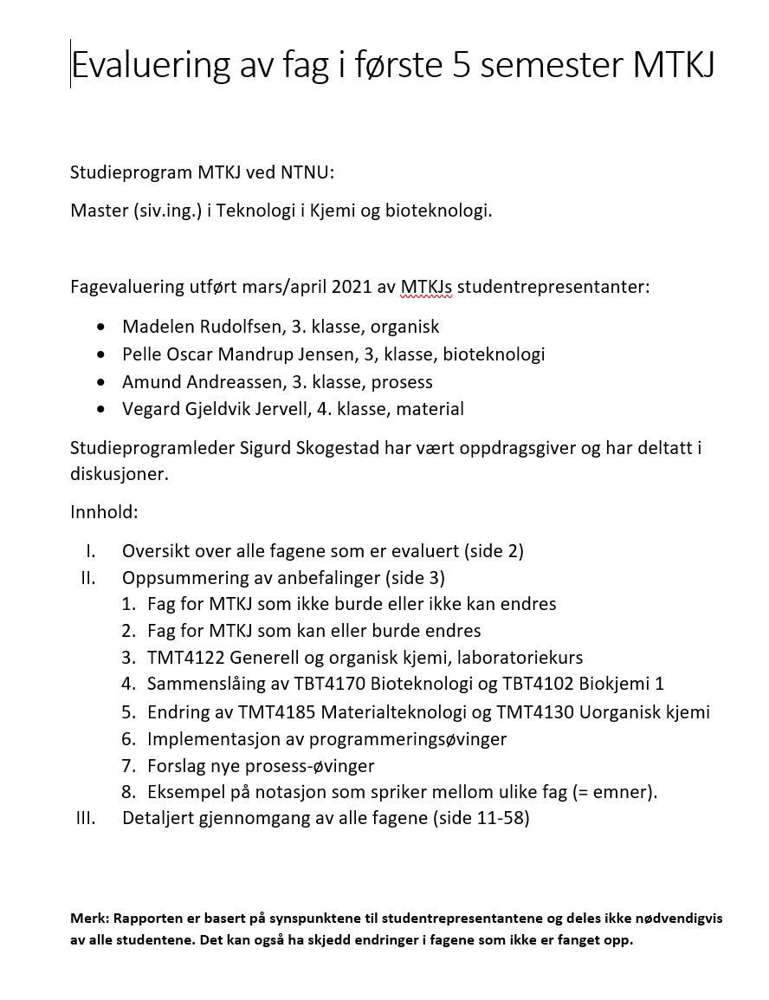 Evaluering av fag i første 5 semester MTKJ
Studieprogram MTKJ ved NTNU:
Master (siv.ing.) i Teknologi i Kjemi og bioteknologi.
Fagevaluering utført mars/april 2021 av MTKJs studentrepresentanter:
• Madelen Rudolfsen, 3. klasse, organisk
• Pelle Oscar Mandrup Jensen, 3, klasse, bioteknologi
• Amund Andreassen, 3. klasse, prosess
• Vegard Gjeldvik Jervell, 4. klasse, material
Studieprogramleder Sigurd Skogestad har vært oppdragsgiver og har deltatt i
diskusjoner.
Innhold:
I. Oversikt over alle fagene som er evaluert (side 2)
II. Oppsummering av anbefalinger (side 3)
1. Fag for MTKJ som ikke burde eller ikke kan endres
2. Fag for MTKJ som kan eller burde endres
3. TMT4122 Generell og organisk kjemi, laboratoriekurs
4. Sammenslåing av TBT4170 Bioteknologi og TBT4102 Biokjemi 1
5. Endring av TMT4185 Materialteknologi og TMT4130 Uorganisk kjemi
6. Implementasjon av programmeringsøvinger
7. Forslag nye prosess-øvinger
8. Eksempel på notasjon som spriker mellom ulike fag (= emner).
III. Detaljert gjennomgang av alle fagene (side 11-58)
Merk: Rapporten er basert på synspunktene til studentrepresentantene og deles ikke nødvendigvis
av alle studentene. Det kan også ha skjedd endringer i fagene som ikke er fanget opp.